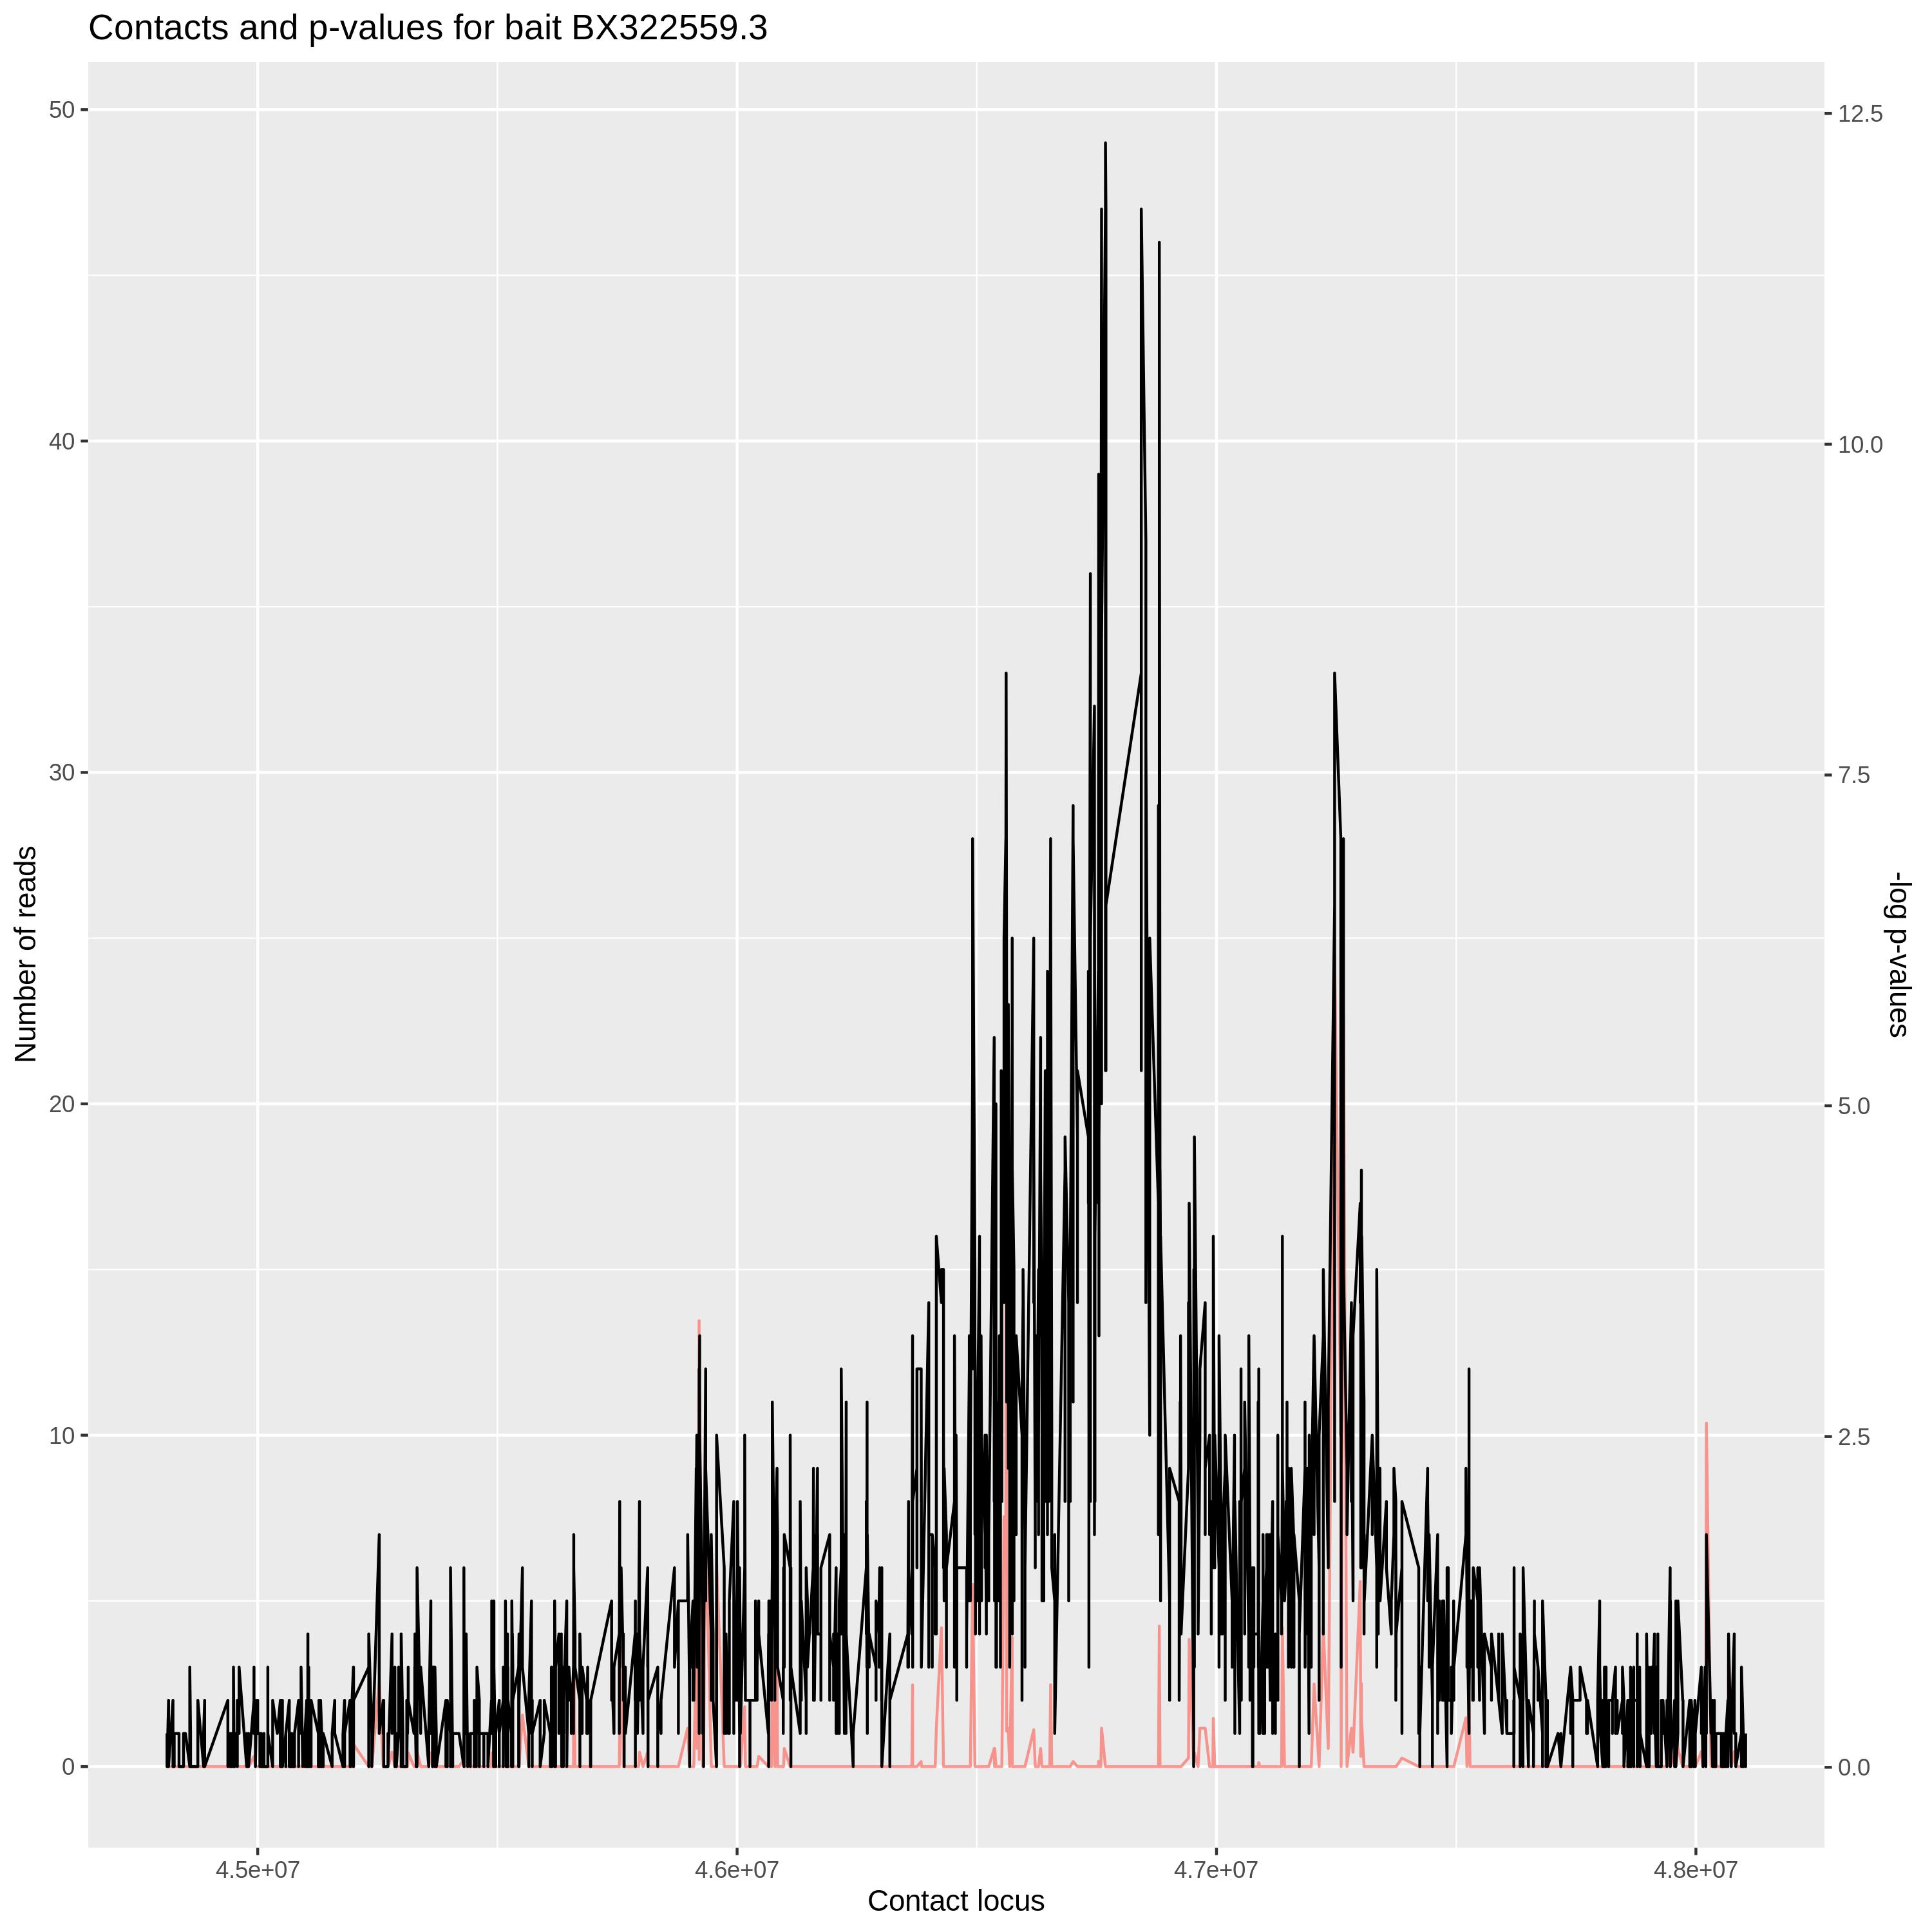 Contacts and p-values for bait BX322559.3
50
40
30
20
10
0
Number of reads
12.5
10.0
7.5
5.0
2.5
0.0
-log p-values
4.5e+07
4.6e+07
4.7e+07
4.8e+07
Contact locus